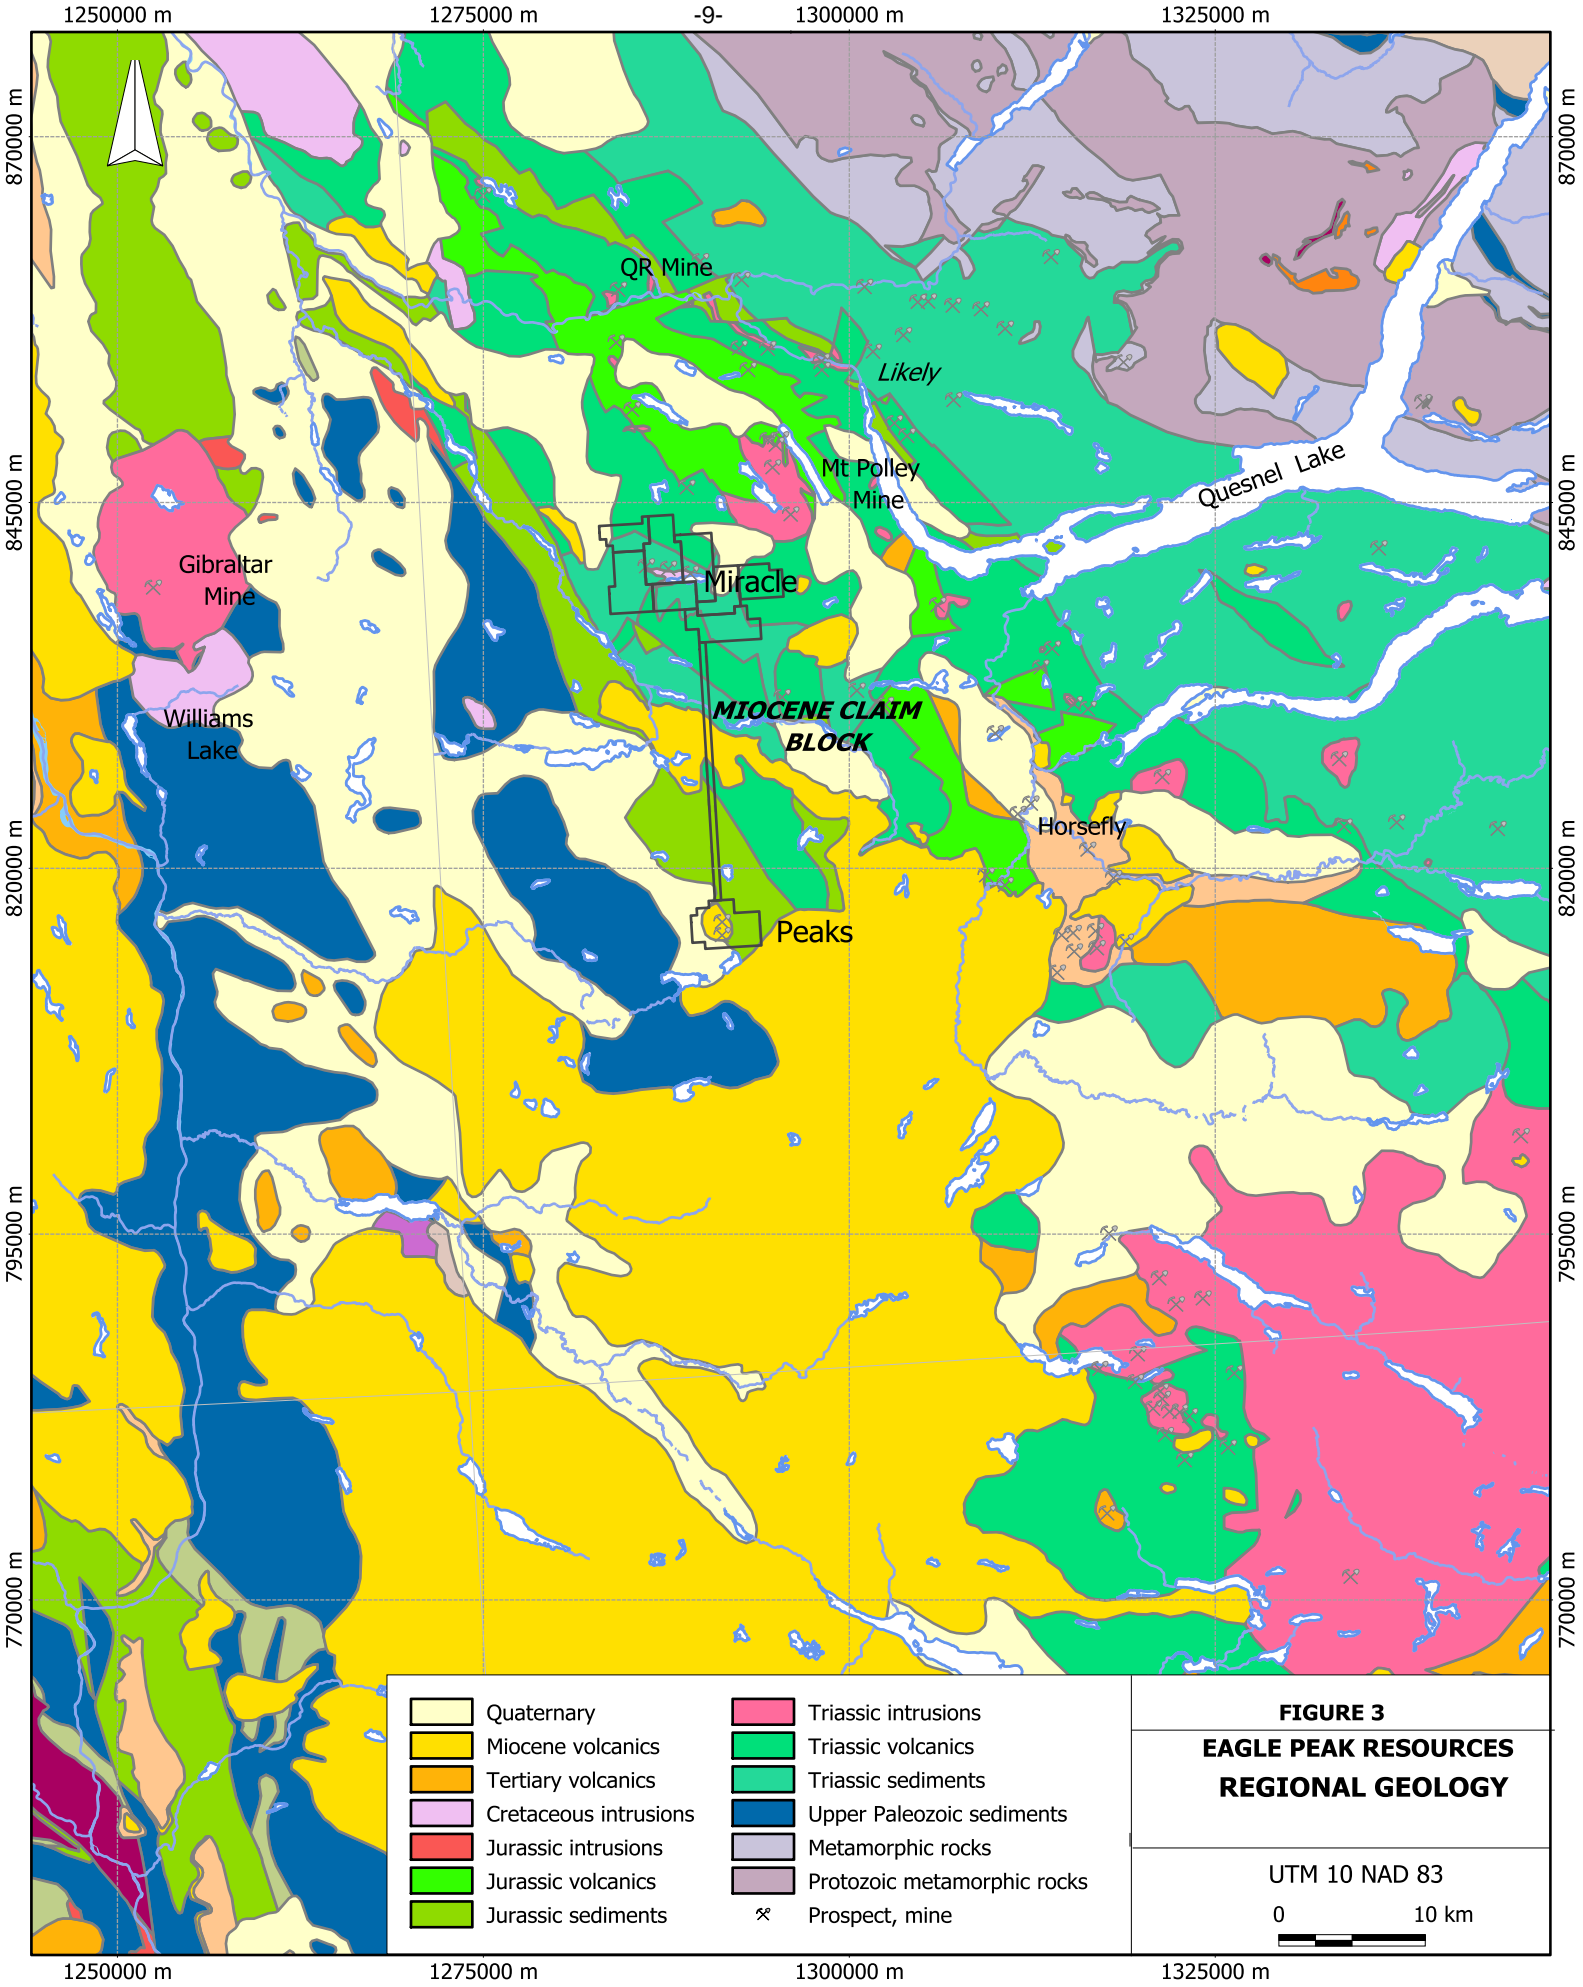 1250000 m
1275000 m
-9-
1300000 m
1325000 m
870000 m
870000 m
QR Mine
Likely
Mt Polley
Mine
Quesnel Lake
845000 m
845000 m
Gibraltar
Mine
Miracle
Williams
Lake
MIOCENE CLAIM
BLOCK
Horsefly
820000 m
820000 m
Peaks
795000 m
795000 m
770000 m
770000 m
Quaternary
Miocene volcanics
Tertiary volcanics
Cretaceous intrusions
Jurassic intrusions
Jurassic volcanics
Jurassic sediments
Triassic intrusions
Triassic volcanics
Triassic sediments
Upper Paleozoic sediments
Metamorphic rocks
Protozoic metamorphic rocks
Prospect, mine
FIGURE 3
EAGLE PEAK RESOURCES
REGIONAL GEOLOGY
UTM 10 NAD 83
0 10 km
1250000 m
1275000 m
1300000 m
1325000 m